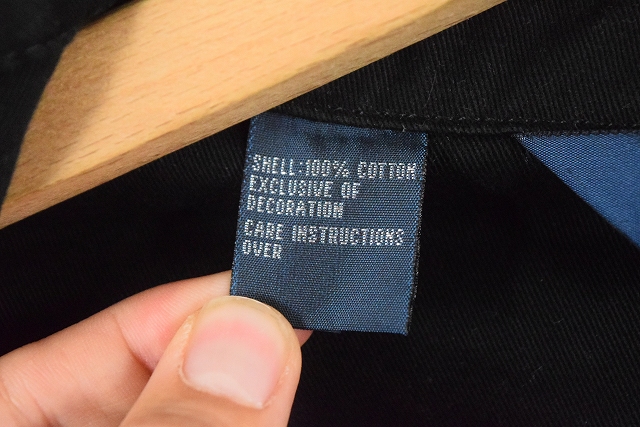 SHELL:100% COTTON
EXCLUSIVE OF
DECORATION
CARE INSTRUCTIONS
OVER